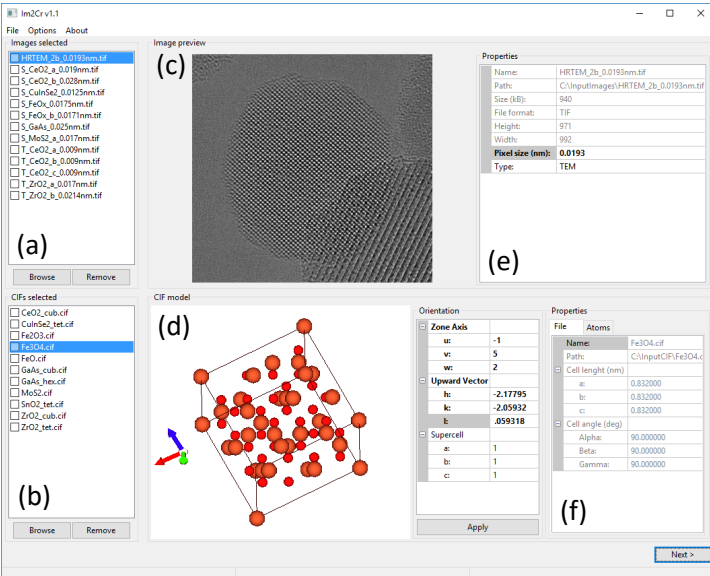 Im2Cr v1.1
File Options About
Images selected
HRTEM_2b_0.0193nm.tif
S_CeO2_a_0.019nm.tif
S_CeO2_b_0.028nm.tif
S_CuInSe2_0.0125nm.tif
S_FeOx_0.0175nm.tif
S_FeOx_b_0.0171nm.tif
S_GaAs_0.025nm.tif
S_MoS2_a_0.017nm.tif
T_CeO2_a_0.009nm.tif
T_CeO2_b_0.009nm.tif
T_CeO2_c_0.009nm.tif
T_ZrO2_a_0.017nm.tif
T_ZrO2_b_0.0214nm.tif
(a)
Browse Remove
Image preview
(c)
Properties
Name: HRTEM_2b_0.0193nm.tif
Path: C:\InputImages\HRTEM_2b_0.0193nm.tif
Size (kB): 940
File format: TIF
Height: 971
Width: 992
Pixel size (nm): 0.0193
Type: TEM
(e)
CIFs selected
CeO2_cub.cif
CuInSe2_tet.cif
Fe2O3.cif
Fe3O4.cif
FeO.cif
GaAs_cub.cif
GaAs_hex.cif
MoS2.cif
SnO2_tet.cif
ZrO2_cub.cif
ZrO2_tet.cif
(b)
Browse Remove
CIF model
(d)
Orientation
Zone Axis
u: -1
v: 5
w: 2
Upward Vector
h: -2.17795
k: -2.05932
l: .059318
Supercell
a: 1
b: 1
c: 1
Apply
Properties
File Atoms
Name: Fe3O4.cif
Path: C:\InputCIF\Fe3O4.c
Cell lenght (nm)
a: 0.832000
b: 0.832000
c: 0.832000
Cell angle (deg)
Alpha: 90.000000
Beta: 90.000000
Gamma: 90.000000
(f)
Next >